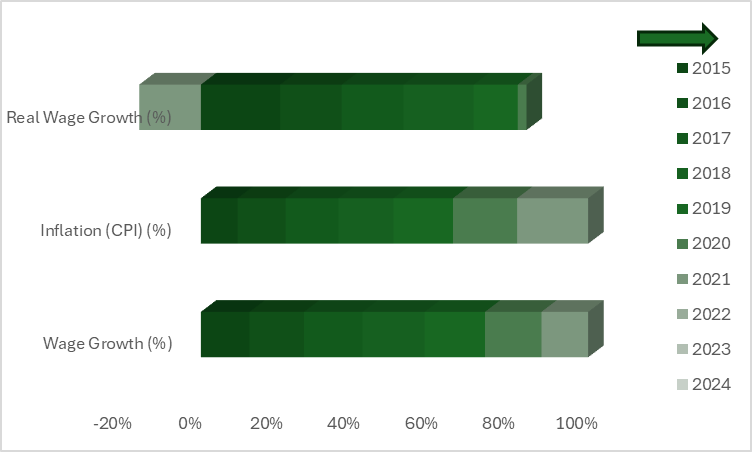 2015
Real Wage Growth (%)
2016
2017
2018
2019
Inflation (CPI) (%)
2020
2021
2022
Wage Growth (%)
2023
2024
-20% 0% 20% 40% 60% 80% 100%